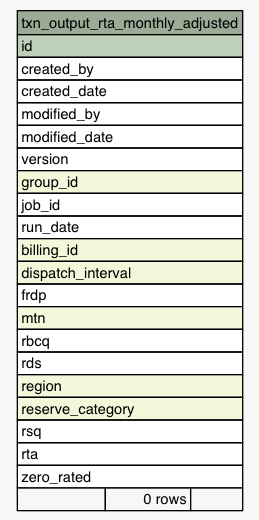 txn_output_rta_monthly_adjusted
id
created_by
created_date
modified_by
modified_date
version
group_id
job_id
run_date
billing_id
dispatch_interval
frdp
mtn
rbcq
rds
region
reserve_category
rsq
rta
zero_rated
0 rows